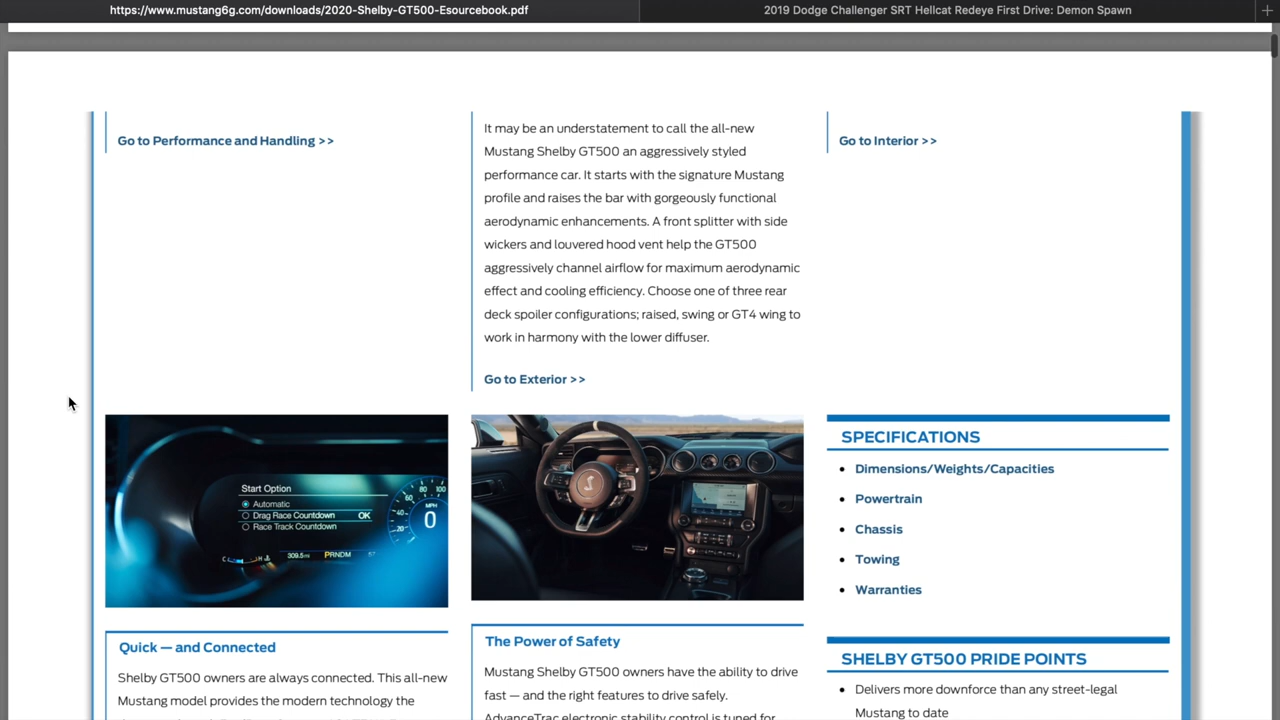 https://www.mustang6g.com/downloads/2020-Shelby-GT500-Esourcebook.pdf
2019 Dodge Challenger SRT Hellcat Redeye First Drive: Demon Spawn
Go to Performance and Handling >>
It may be an understatement to call the all-new
Mustang Shelby GT500 an aggressively styled
performance car. It starts with the signature Mustang
profile and raises the bar with gorgeously functional
aerodynamic enhancements. A front splitter with side
wickers and louvered hood vent help the GT500
aggressively channel airflow for maximum aerodynamic
effect and cooling efficiency. Choose one of three rear
deck spoiler configurations; raised, swing or GT4 wing to
work in harmony with the lower diffuser.
Go to Exterior >>
Go to Interior >>
Start Option
Automatic
Drag Race Countdown OK
Race Track Countdown
C H
309.5mi PRNDM 57
20 40 60 80 100
MPH
0
Quick — and Connected
Shelby GT500 owners are always connected. This all-new
Mustang model provides the modern technology the
The Power of Safety
Mustang Shelby GT500 owners have the ability to drive
fast — and the right features to drive safely.
AdvanceTrac electronic stability control is tuned for
SPECIFICATIONS
• Dimensions/Weights/Capacities
• Powertrain
• Chassis
• Towing
• Warranties
SHELBY GT500 PRIDE POINTS
• Delivers more downforce than any street-legal
Mustang to date